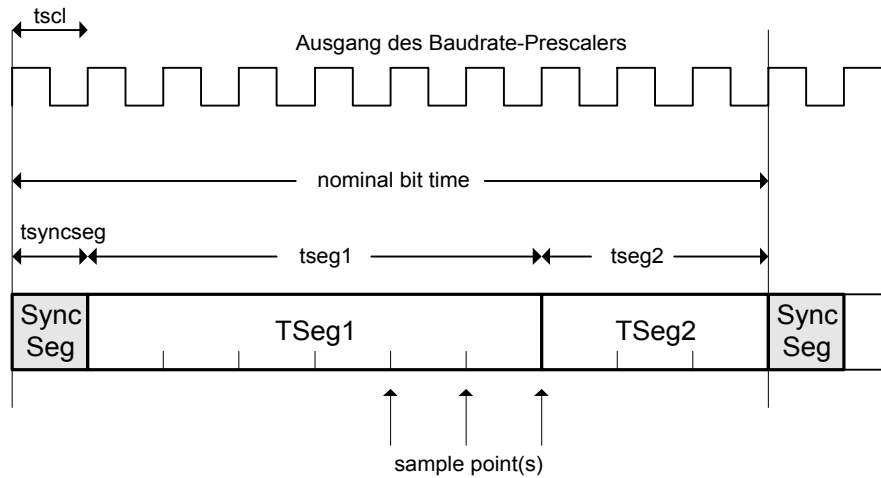 tscl
Ausgang des Baudrate-Prescalers
nominal bit time
tsyncseg
tseg1
tseg2
Sync
Seg
TSeg1
TSeg2
Sync
Seg
sample point(s)